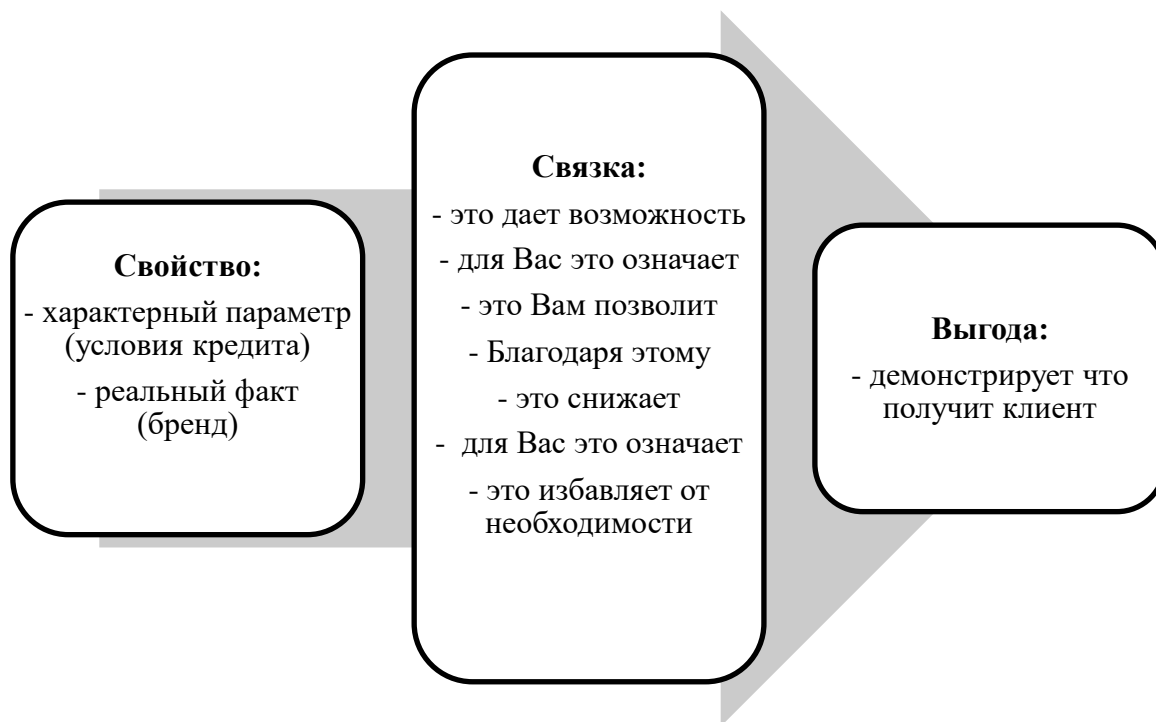 Свойство:
- характерный параметр
(условия кредита)
- реальный факт
(бренд)
Связка:
- это дает возможность
- для Вас это означает
- это Вам позволит
- Благодаря этому
- это снижает
-  для Вас это означает
- это избавляет от
необходимости
Выгода:
- демонстрирует что
получит клиент